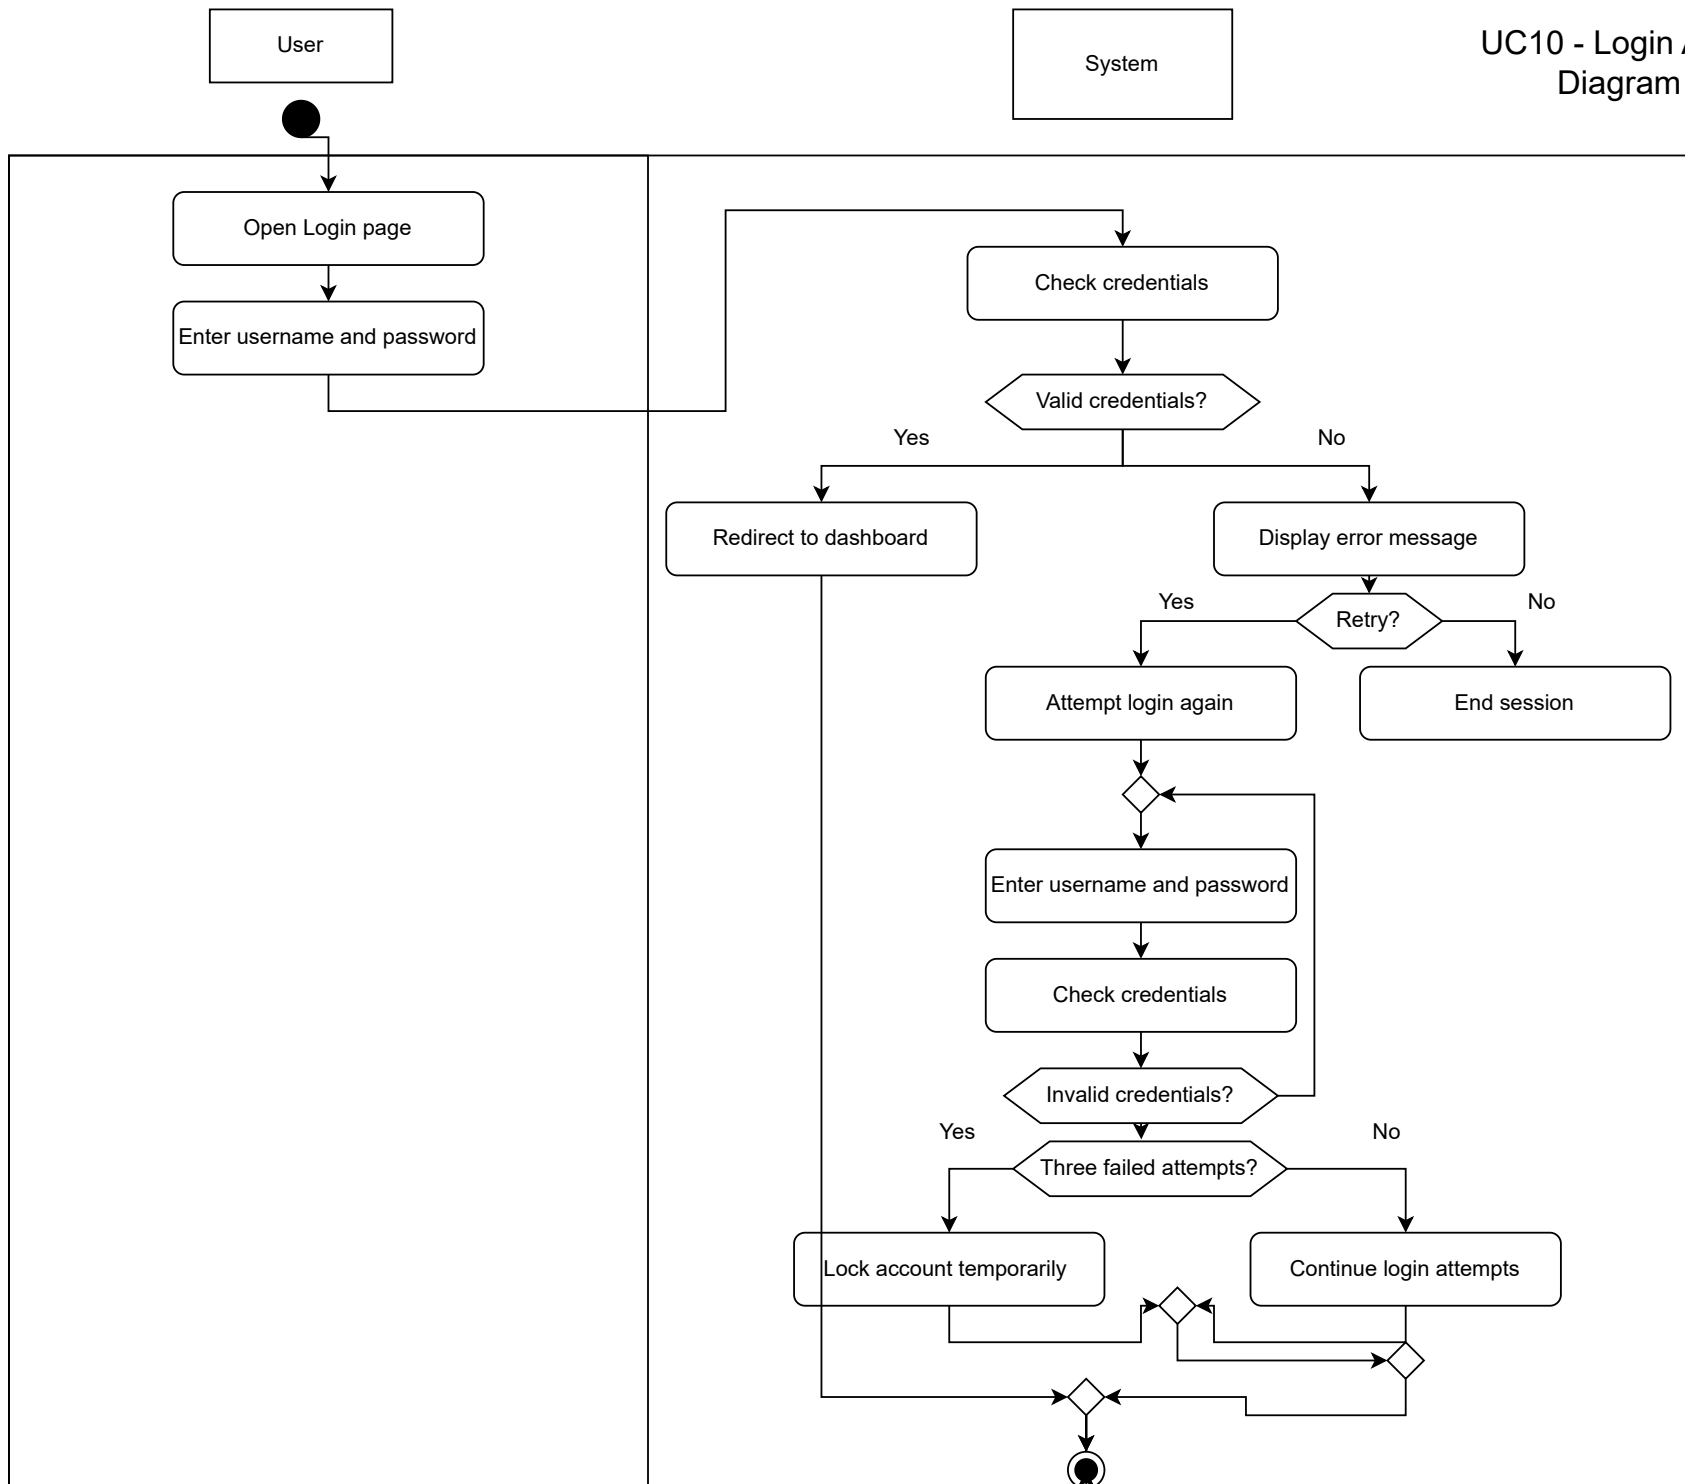 User
System
UC10 - Login
Diagram
Open Login page
Check credentials
Enter username and password
Valid credentials?
Yes
No
Redirect to dashboard
Display error message
Yes
No
Retry?
Attempt login again
End session
Enter username and password
Check credentials
Invalid credentials?
Yes
No
Three failed attempts?
Lock account temporarily
Continue login attempts